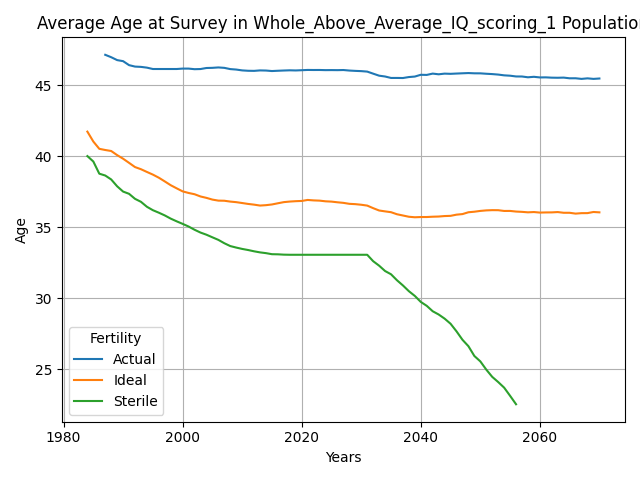 Average Age at Survey in Whole_Above_Average_IQ_scoring_1 Population
45
40
35
30
25
Age
Fertility
Actual
Ideal
Sterile
1980
2000
2020
2040
2060
Years